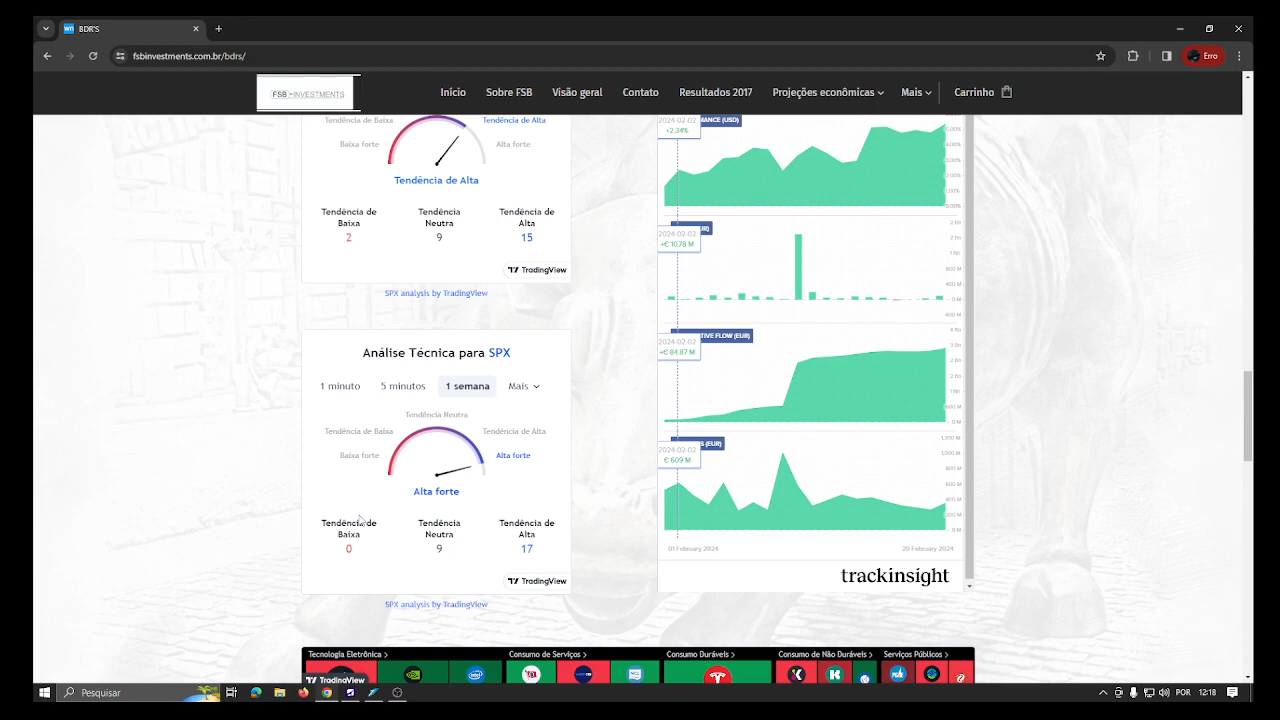 BDR'S
fsbinvestments.com.br/bdrs/
Erro
FSB INVESTMENTS
Início
Sobre FSB
Visão geral
Contato
Resultados 2017
Projeções econômicas
Mais
Carrinho
Tendência de Baixa
Tendência de Alta
Baixa forte
Alta forte
Tendência de Alta
Tendência de Baixa
Tendência Neutra
Tendência de Alta
2
9
15
TradingView
SPX analysis by TradingView
Análise Técnica para SPX
1 minuto
5 minutos
1 semana
Mais
Tendência Neutra
Tendência de Baixa
Tendência de Alta
Baixa forte
Alta forte
Alta forte
Tendência de Baixa
Tendência Neutra
Tendência de Alta
0
9
17
TradingView
SPX analysis by TradingView
MANCE (USD)
2024-02-02
+2.34%
2024-02-02
+€ 10.78 M
TIVE FLOW (EUR)
2024-02-02
+€ 84.87 M
S (EUR)
2024-02-02
€ 609 M
01 February 2024
29 February 2024
trackinsight
Tecnologia Eletrônica >
Consumo de Serviços >
Consumo Duráveis >
Consumo de Não Duráveis >
Serviços Públicos >
TradingView
Pesquisar
POR
12:18